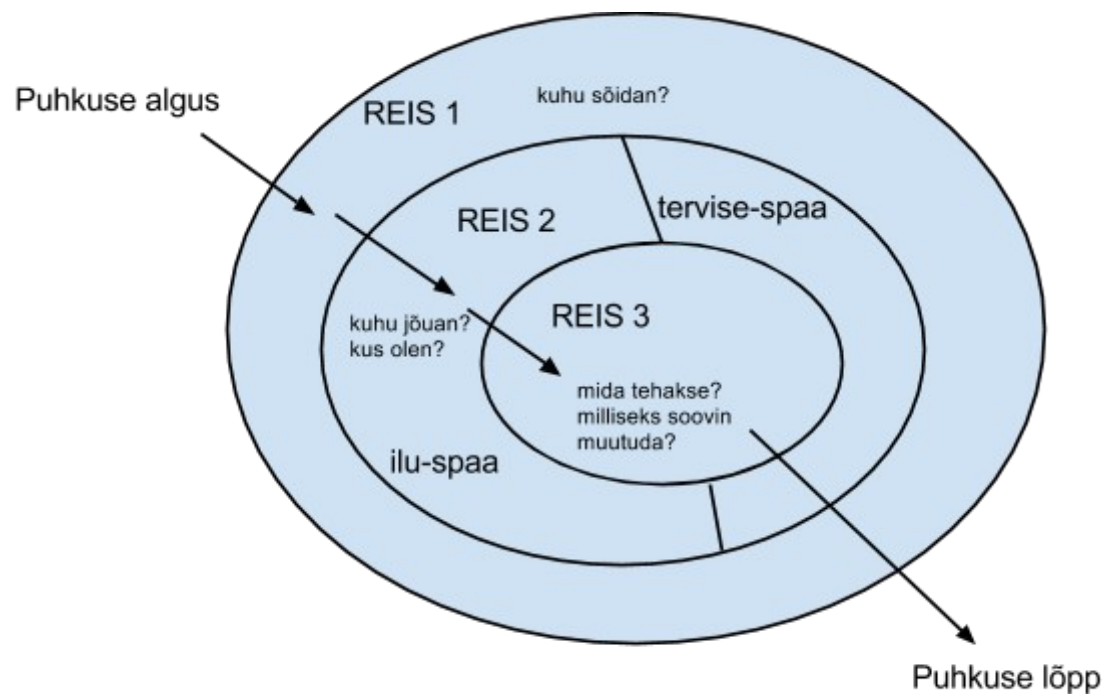 Puhkuse algus
REIS 1
kuhu sõidan?
REIS 2
tervise-spaa
kuhu jõuan?
kus olen?
REIS 3
mida tehakse?
milliseks soovin
muutuda?
ilu-spaa
Puhkuse lõpp